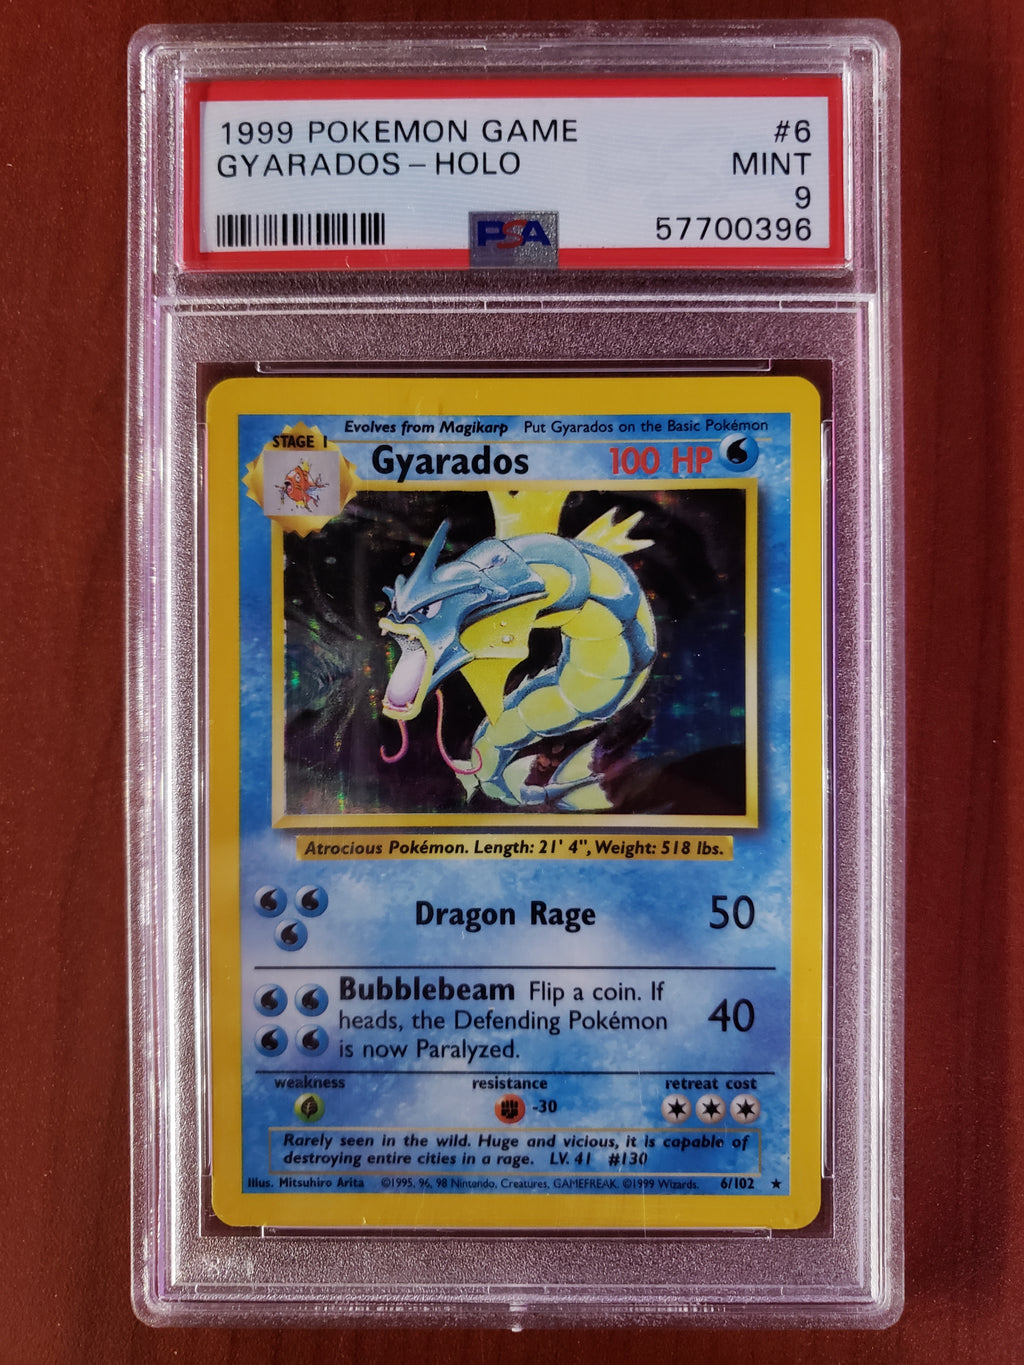 1999 POKEMON GAME #6
GYARADOS – HOLO MINT
9
PSA 57700396
Evolves from Magikarp Put Gyarados on the Basic Pokémon
STAGE 1
Gyarados 100 HP
Atrocious Pokémon. Length: 21' 4", Weight: 518 lbs.
Dragon Rage 50
Bubblebeam Flip a coin. If
heads, the Defending Pokémon 40
is now Paralyzed.
weakness resistance retreat cost
-30
Rarely seen in the wild. Huge and vicious, it is capable of
destroying entire cities in a rage. LV. 41 #130
Illus. Mitsuhiro Arita ©1995, 96, 98 Nintendo, Creatures, GAMEFREAK. ©1999 Wizards. 6/102 ★